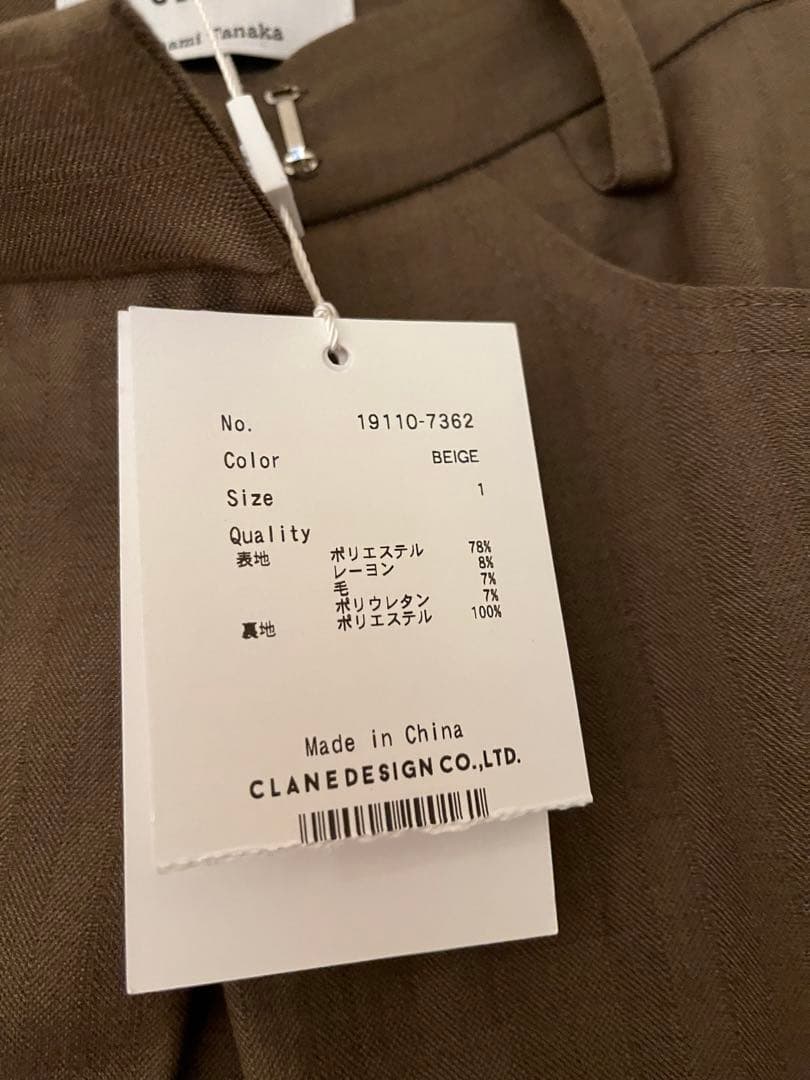 Tanaka
No. 19110-7362
Color BEIGE
Size 1
Quality
表地 ポリエステル 78%
レーヨン 8%
毛 7%
ポリウレタン 7%
裏地 ポリエステル 100%
Made in China
CLANEDESIGN CO.,LTD.